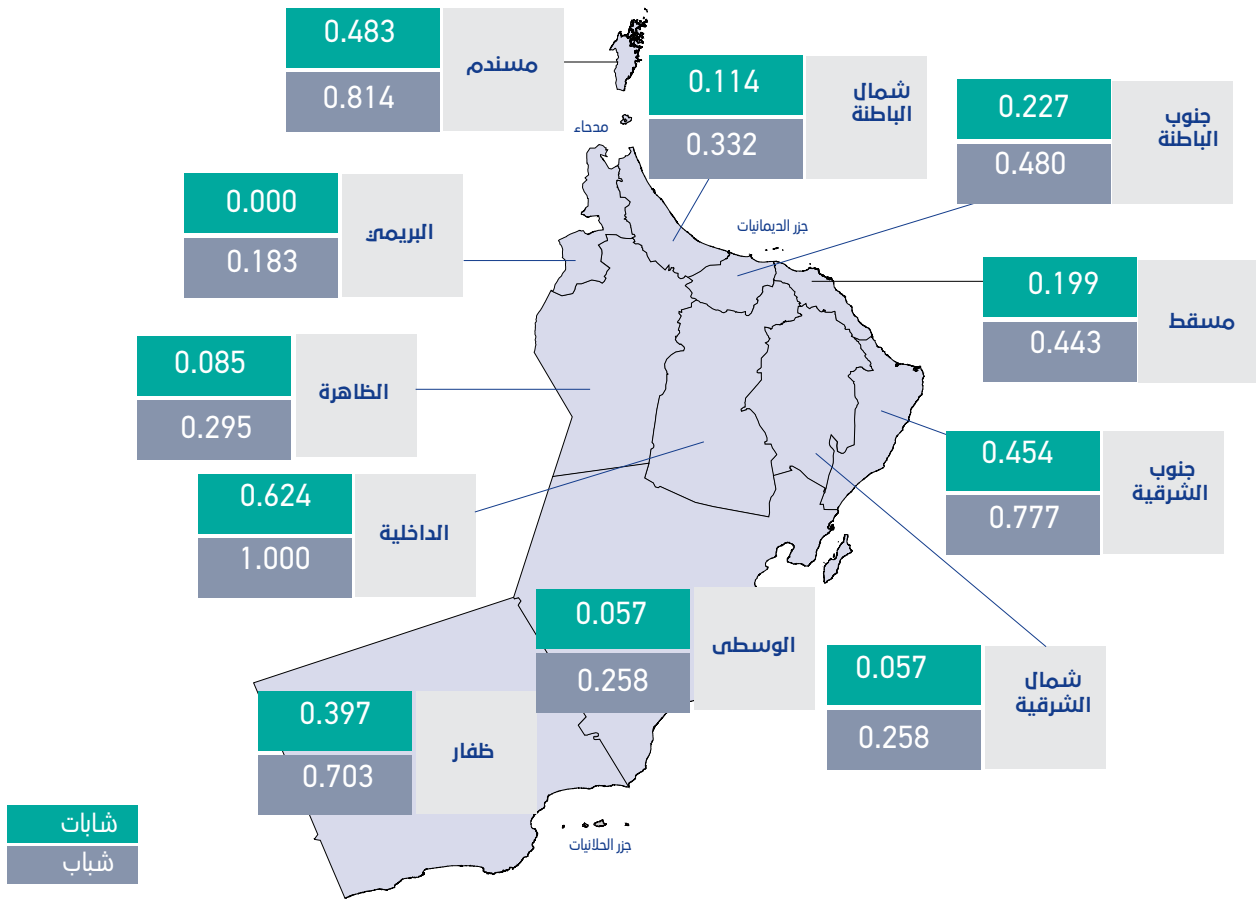 مسندم
0.483
0.814
شمال
الباطنة
0.114
0.332
جنوب
الباطنة
0.227
0.480
مدحاء
البريمي
0.000
0.183
جزر الديمانيات
مسقط
0.199
0.443
الظاهرة
0.085
0.295
جنوب
الشرقية
0.454
0.777
الداخلية
0.624
1.000
الوسطى
0.057
0.258
شمال
الشرقية
0.057
0.258
ظفار
0.397
0.703
جزر الحلانيات
شابات
شباب